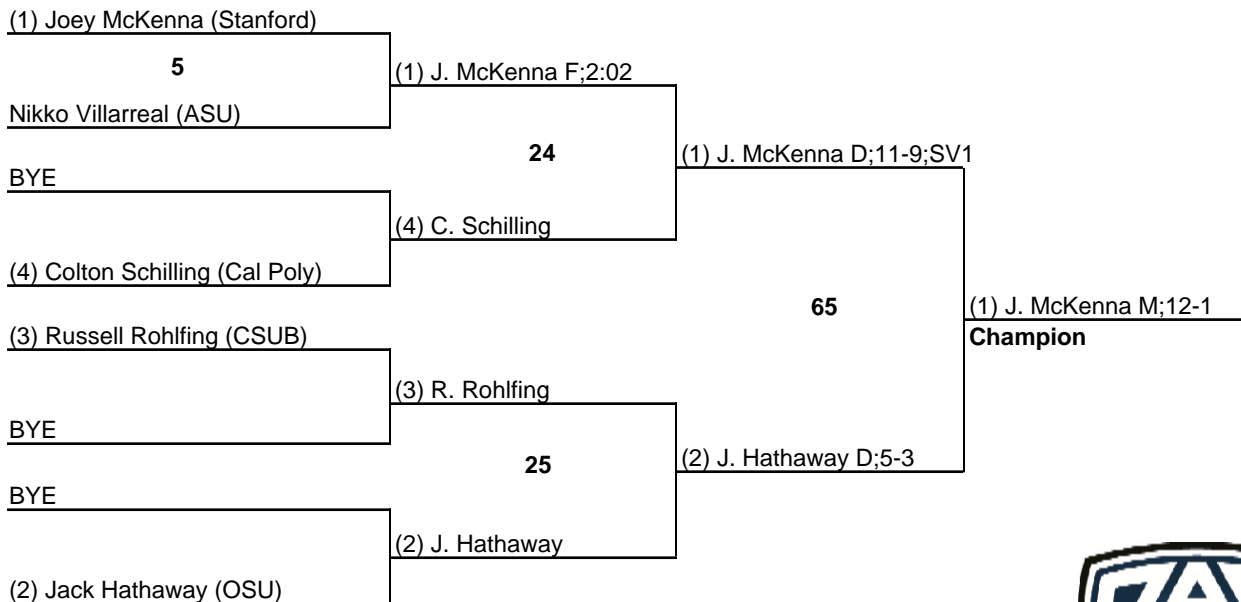 (1) Joey McKenna (Stanford)
5
(1) J. McKenna F;2:02
Nikko Villarreal (ASU)
24
(1) J. McKenna D;11-9;SV1
BYE
(4) C. Schilling
(4) Colton Schilling (Cal Poly)
65
(1) J. McKenna M;12-1
Champion
(3) Russell Rohlfing (CSUB)
(3) R. Rohlfing
BYE
25
(2) J. Hathaway D;5-3
BYE
(2) J. Hathaway
(2) Jack Hathaway (OSU)